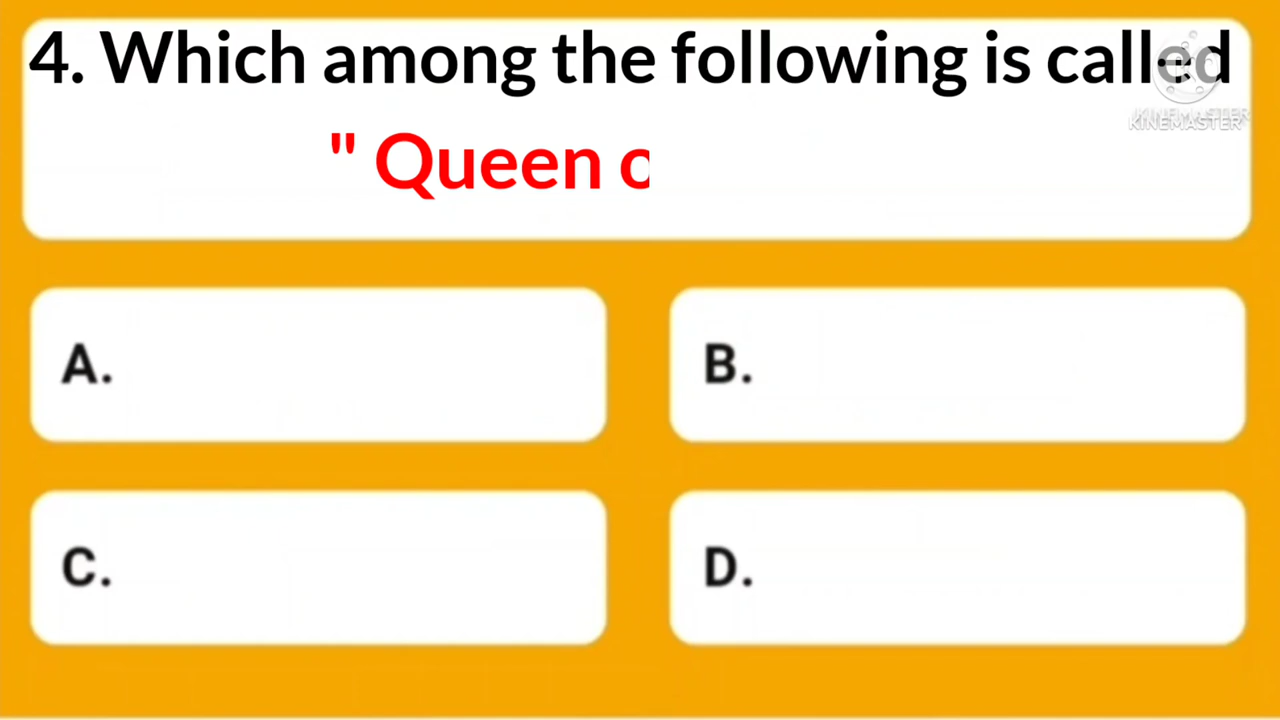 4. Which among the following is called
" Queen o
KINEMASTER
A.
B.
C.
D.